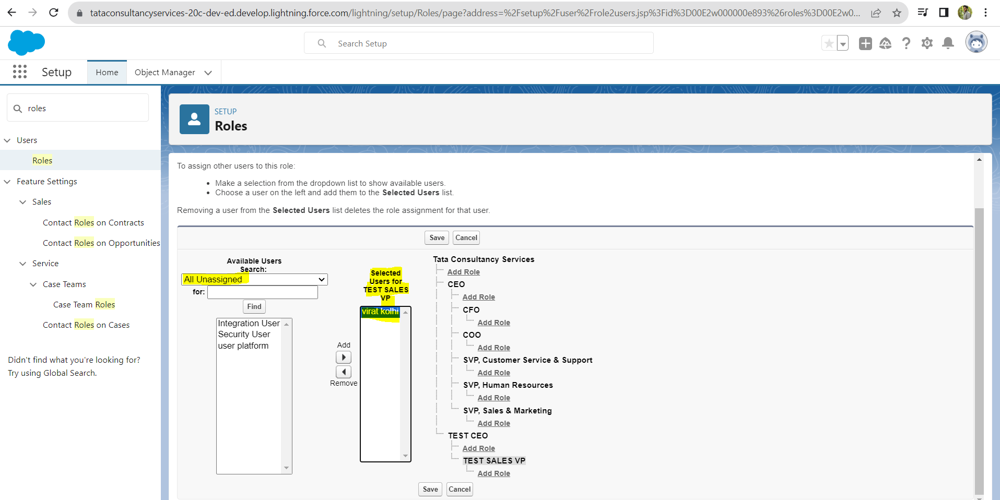 tataconsultancyservices-20c-dev-ed.develop.lightning.force.com/lightning/setup/Roles/page?address=%2Fsetup%2Fuser%2Frole2users.jsp%3Fid%3D00E2w000000e893%26roles%3D00E2w0...
Search Setup
Setup
Home
Object Manager
roles
Users
Roles
Feature Settings
Sales
Contact Roles on Contracts
Contact Roles on Opportunities
Service
Case Teams
Case Team Roles
Contact Roles on Cases
Didn't find what you're looking for?
Try using Global Search.
SETUP
Roles
To assign other users to this role:
• Make a selection from the dropdown list to show available users.
• Choose a user on the left and add them to the Selected Users list.
Removing a user from the Selected Users list deletes the role assignment for that user.
Save Cancel
Available Users
Search:
All Unassigned
for:
Find
Integration User
Security User
user platform
Add
Remove
Selected
Users for
TEST SALES
VP
virat kolhi
Tata Consultancy Services
Add Role
CEO
Add Role
CFO
Add Role
COO
Add Role
SVP, Customer Service & Support
Add Role
SVP, Human Resources
Add Role
SVP, Sales & Marketing
Add Role
TEST CEO
Add Role
TEST SALES VP
Add Role
Save Cancel